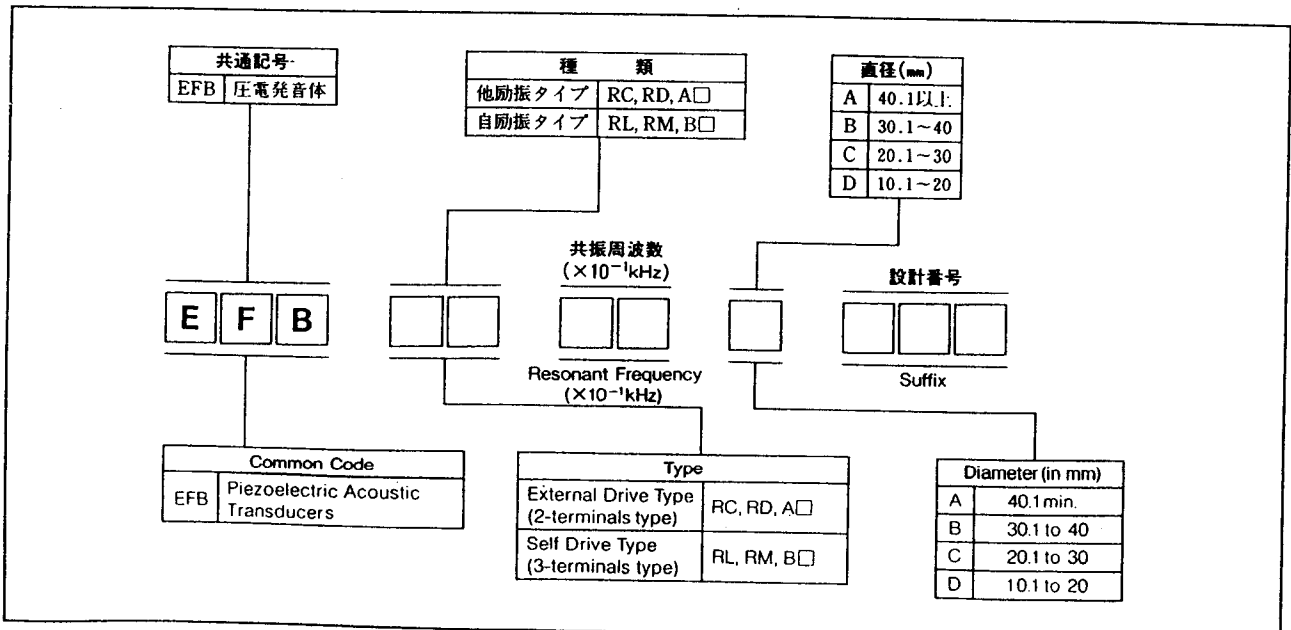 共通記号
EFB 圧電発音体
種 類
他励振タイプ RC, RD, A□
自励振タイプ RL, RM, B□
直径(mm)
A 40.1以上
B 30.1~40
C 20.1~30
D 10.1~20
共振周波数
(×10⁻¹kHz)
設計番号
E F B
Resonant Frequency
(×10⁻¹kHz)
Suffix
Common Code
EFB Piezoelectric Acoustic
Transducers
Type
External Drive Type
(2-terminals type) RC, RD, A□
Self Drive Type
(3-terminals type) RL, RM, B□
Diameter (in mm)
A 40.1 min.
B 30.1 to 40
C 20.1 to 30
D 10.1 to 20